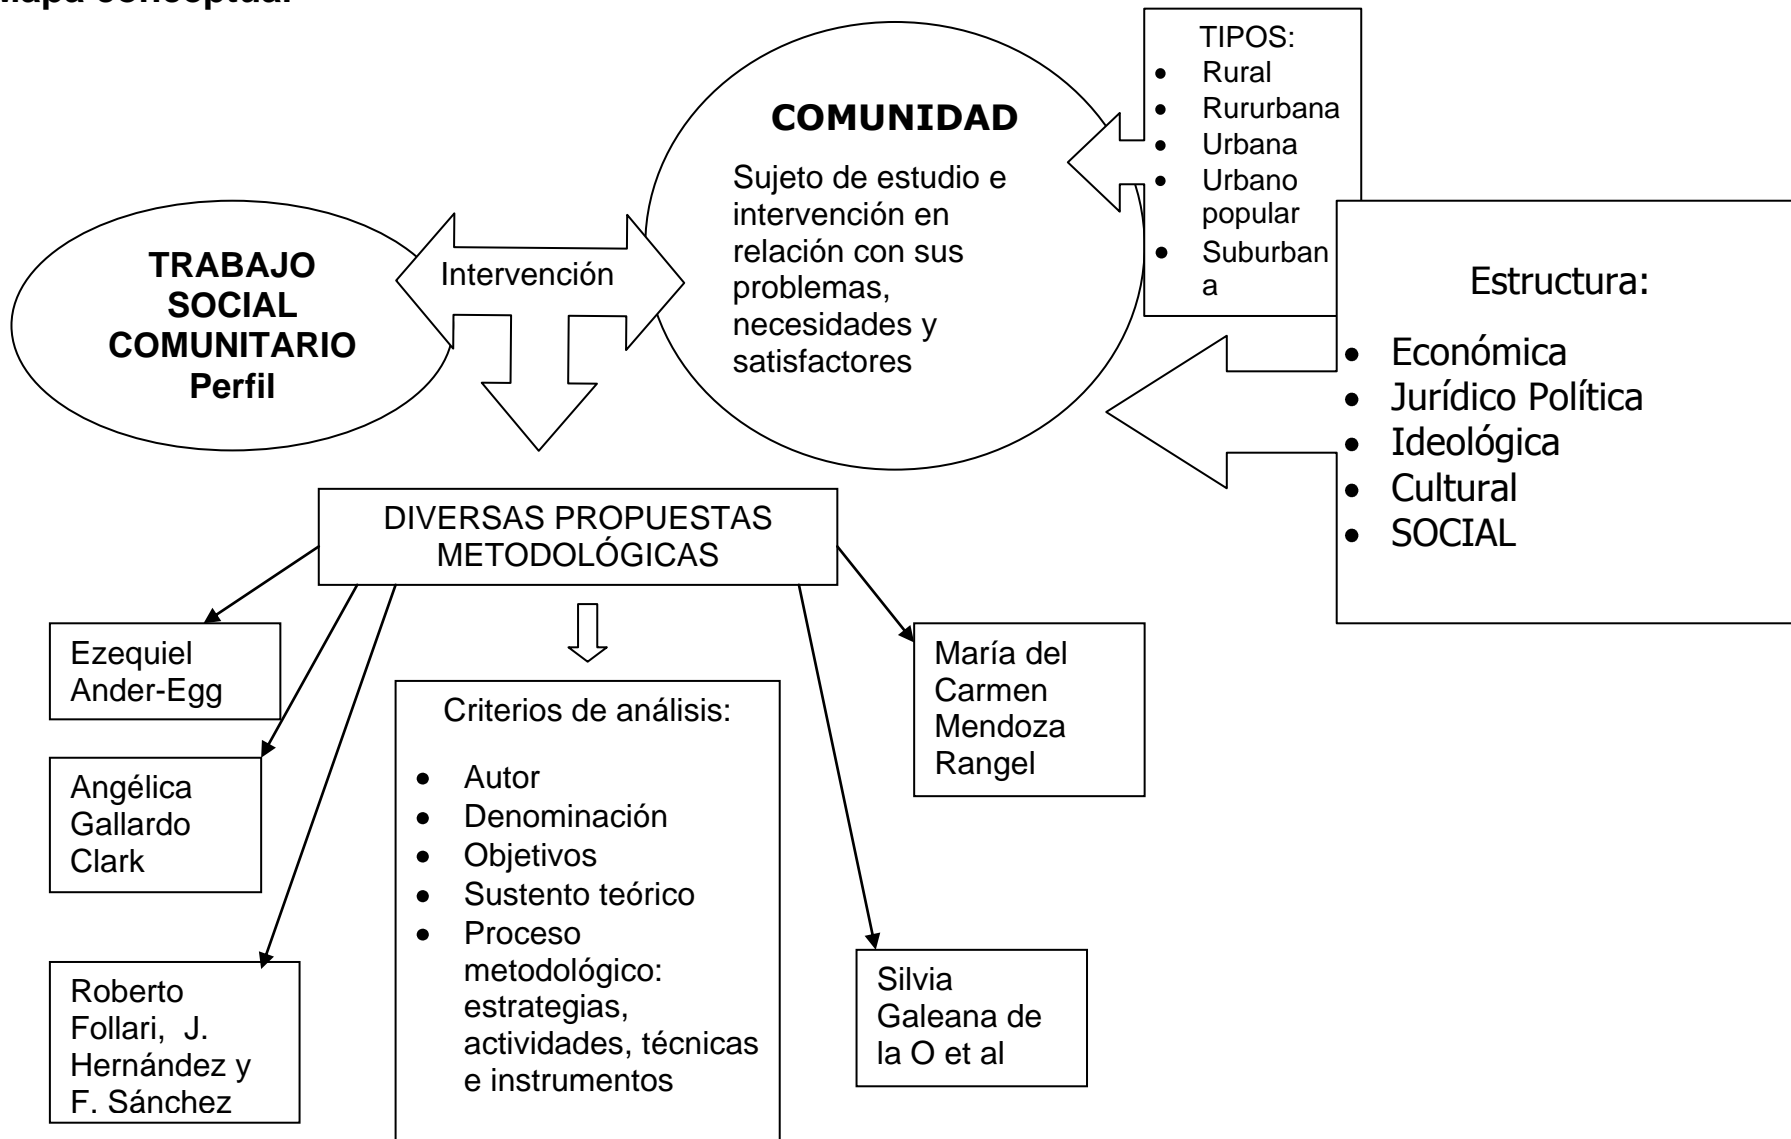 Mapa conceptual
TIPOS:
• Rural
• Rururbana
• Urbana
• Urbano
popular
• Suburban
a
COMUNIDAD
Sujeto de estudio e
intervención en
relación con sus
problemas,
necesidades y
satisfactores
TRABAJO
SOCIAL
COMUNITARIO
Perfil
Intervención
Estructura:
• Económica
• Jurídico Política
• Ideológica
• Cultural
• SOCIAL
DIVERSAS PROPUESTAS
METODOLÓGICAS
Ezequiel
Ander-Egg
Angélica
Gallardo
Clark
Roberto
Follari, J.
Hernández y
F. Sánchez
Criterios de análisis:
• Autor
• Denominación
• Objetivos
• Sustento teórico
• Proceso
metodológico:
estrategias,
actividades, técnicas
e instrumentos
María del
Carmen
Mendoza
Rangel
Silvia
Galeana de
la O et al